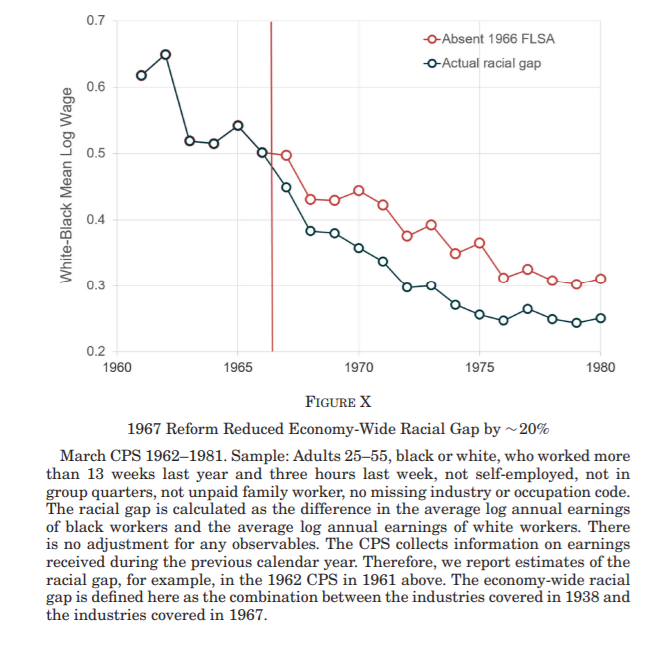 0.7
Absent 1966 FLSA
Actual racial gap
0.6
0.5
0.4
0.3
0.2
White-Black Mean Log Wage
1960 1965 1970 1975 1980
FIGURE X
1967 Reform Reduced Economy-Wide Racial Gap by ~20%
March CPS 1962–1981. Sample: Adults 25–55, black or white, who worked more
than 13 weeks last year and three hours last week, not self-employed, not in
group quarters, not unpaid family worker, no missing industry or occupation code.
The racial gap is calculated as the difference in the average log annual earnings
of black workers and the average log annual earnings of white workers. There
is no adjustment for any observables. The CPS collects information on earnings
received during the previous calendar year. Therefore, we report estimates of the
racial gap, for example, in the 1962 CPS in 1961 above. The economy-wide racial
gap is defined here as the combination between the industries covered in 1938 and
the industries covered in 1967.